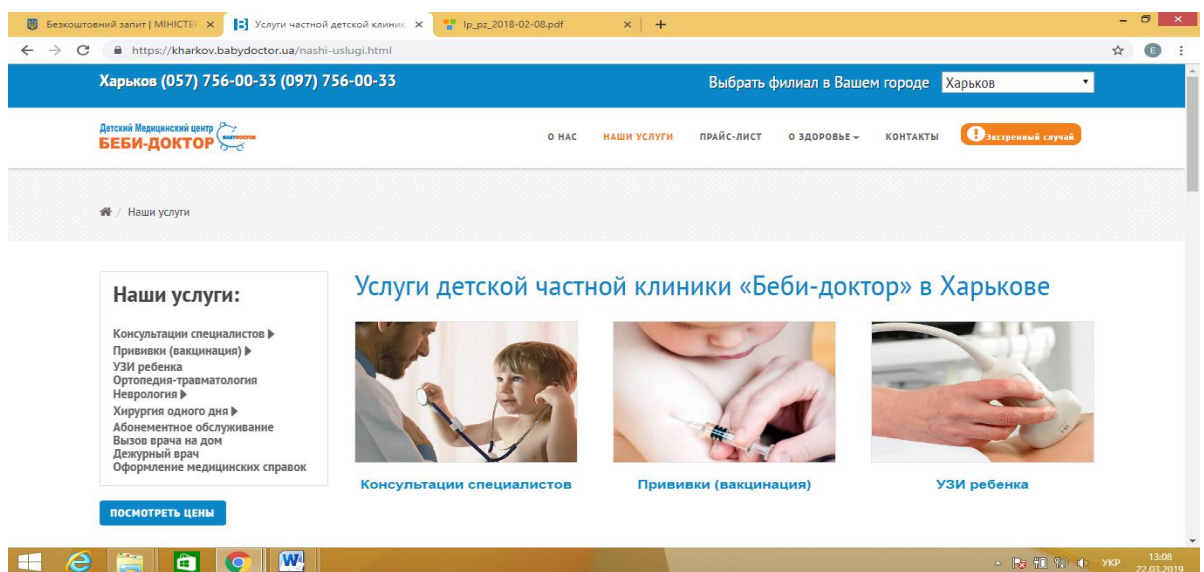 Безкоштовний запит | МІНІСТЕР
Услуги частной детской клиник
lp_pz_2018-02-08.pdf
https://kharkov.babydoctor.ua/nashi-uslugi.html
E
Харьков (057) 756-00-33 (097) 756-00-33
Выбрать филиал в Вашем городе
Харьков
Детский Медицинский центр
БЕБИ-ДОКТОР
BABYDOCTOR
О НАС
НАШИ УСЛУГИ
ПРАЙС-ЛИСТ
О ЗДОРОВЬЕ
КОНТАКТЫ
Экстренный случай
/ Наши услуги
Наши услуги:
Консультации специалистов
Прививки (вакцинация)
УЗИ ребенка
Ортопедия-травматология
Неврология
Хирургия одного дня
Абонементное обслуживание
Вызов врача на дом
Дежурный врач
Оформление медицинских справок
ПОСМОТРЕТЬ ЦЕНЫ
Услуги детской частной клиники «Беби-доктор» в Харькове
Консультации специалистов
Прививки (вакцинация)
УЗИ ребенка
УКР
13:08
22.03.2019